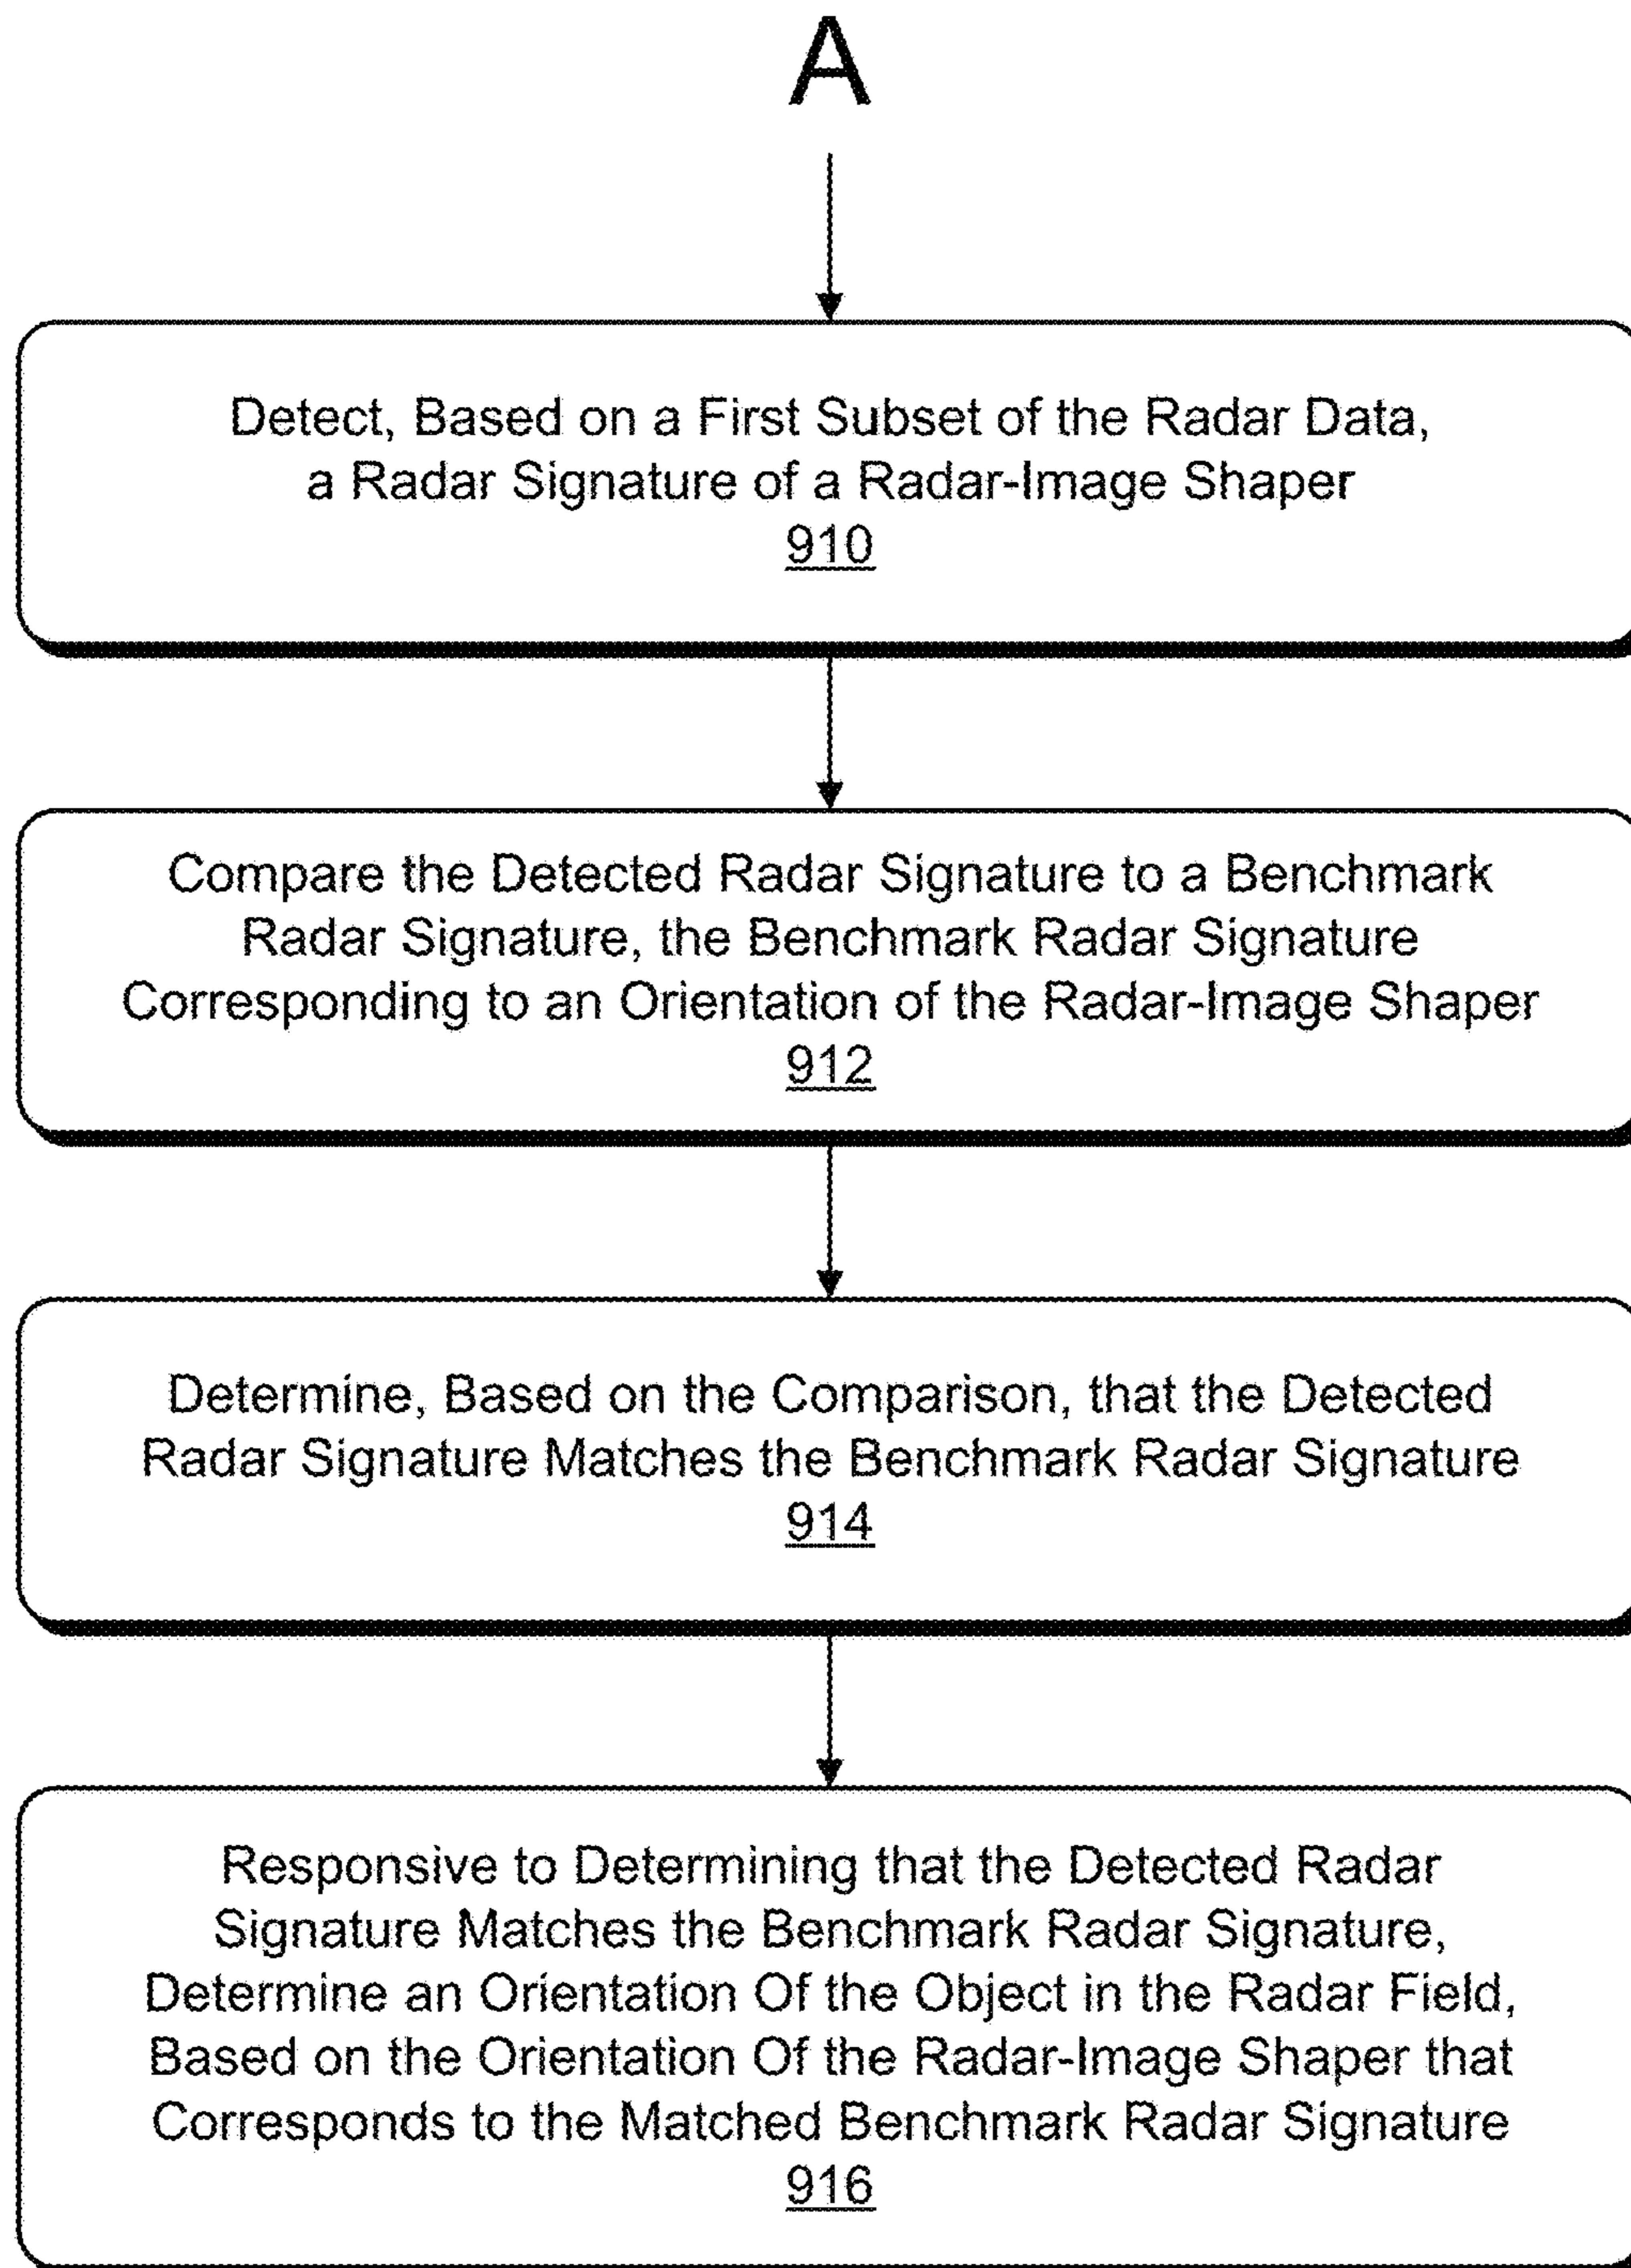 A
Detect, Based on a First Subset of the Radar Data,
a Radar Signature of a Radar-Image Shaper
910
Compare the Detected Radar Signature to a Benchmark
Radar Signature, the Benchmark Radar Signature
Corresponding to an Orientation of the Radar-Image Shaper
912
Determine, Based on the Comparison, that the Detected
Radar Signature Matches the Benchmark Radar Signature
914
Responsive to Determining that the Detected Radar
Signature Matches the Benchmark Radar Signature,
Determine an Orientation Of the Object in the Radar Field,
Based on the Orientation Of the Radar-Image Shaper that
Corresponds to the Matched Benchmark Radar Signature
916